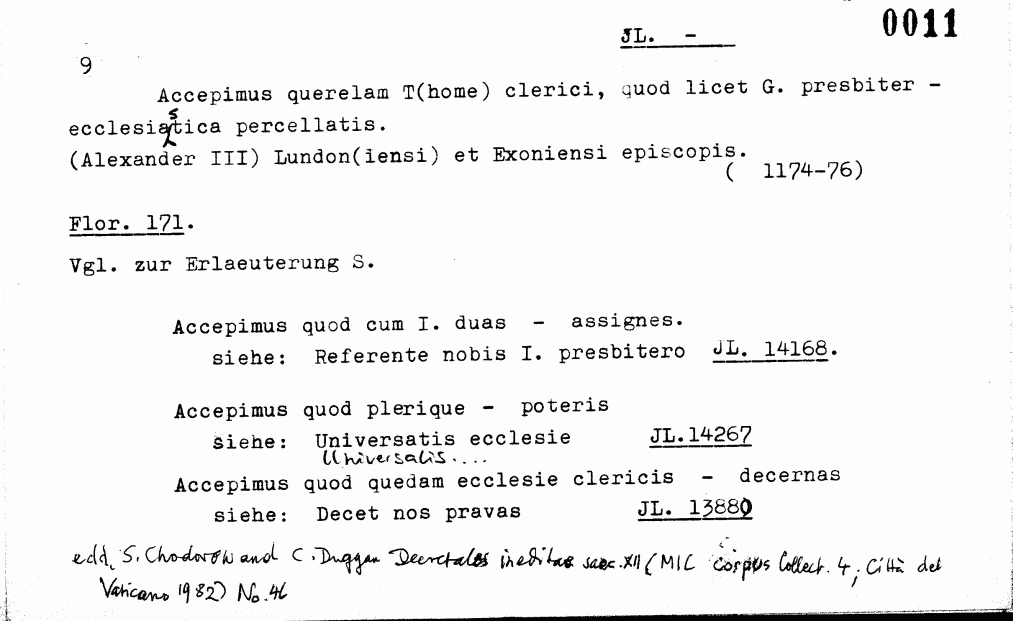 0011
JL. -
9
Accepimus querelam T(home) clerici, quod licet G. presbiter -
ecclesiastica percellatis.
(Alexander III) Lundon(iensi) et Exoniensi episcopis.
( 1174-76)
Flor. 171.
Vgl. zur Erlaeuterung S.
Accepimus quod cum I. duas - assignes.
siehe: Referente nobis I. presbitero JL. 14168.
Accepimus quod plerique - poteris
siehe: Universatis ecclesie JL.14267
Universalis....
Accepimus quod quedam ecclesie clericis - decernas
siehe: Decet nos pravas JL. 13880
edd. S. Chodorow and C. Duggan Decretales ineditae saec. XII (MIC Corpus Collect. 4; Città del
Vaticano 1982) No. 46